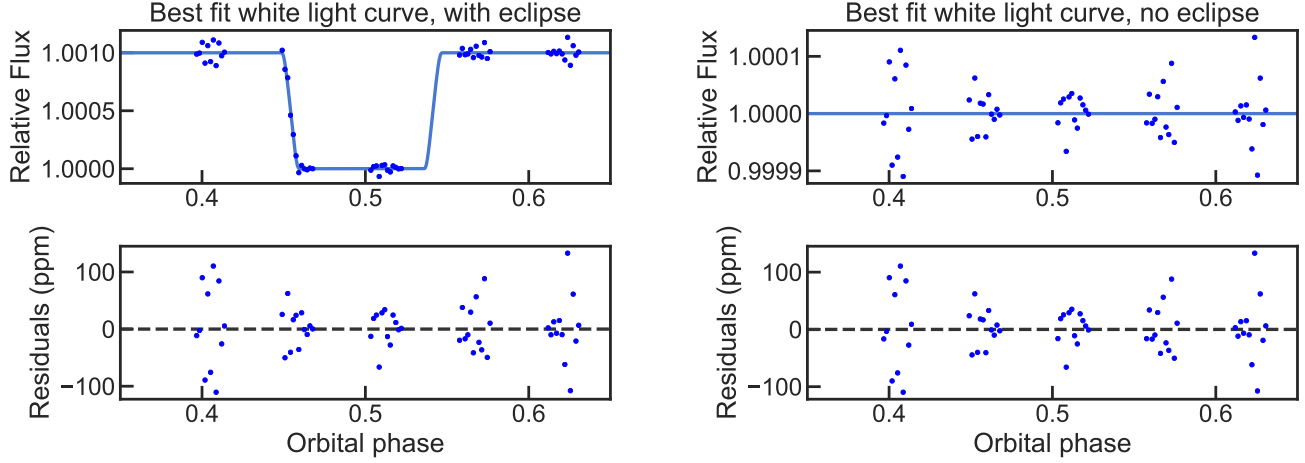 Best fit white light curve, with eclipse
Relative Flux
1.0010
1.0005
1.0000
0.4 0.5 0.6
Residuals (ppm)
100
0
−100
0.4 0.5 0.6
Orbital phase
Best fit white light curve, no eclipse
Relative Flux
1.0001
1.0000
0.9999
0.4 0.5 0.6
Residuals (ppm)
100
0
−100
0.4 0.5 0.6
Orbital phase